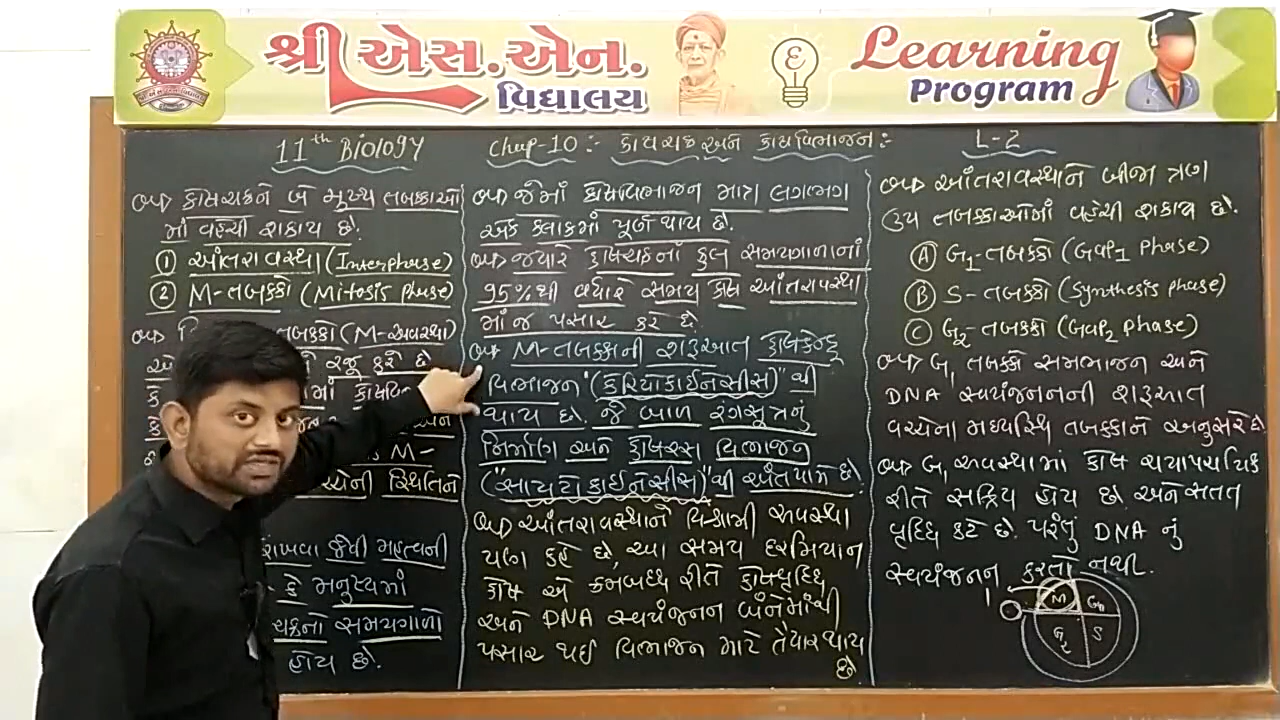 શ્રી એસ.એન.
વિદ્યાલય
Learning
Program
11th Biology
Chap-10 :- કોષચક્ર અને કોષવિભાજન :-
L-2
કોષચક્રને બે મુખ્ય તબક્કાઓ
માં વહેંચી શકાય છે.
① આંતરાવસ્થા (Interphase)
② M-તબક્કો (Mitosis phase)
તબક્કો (M-અવસ્થા)
રજૂ કરે છે
M-
સ્થિતિને
રાખવા જેવી મહત્વની
કે મનુષ્યમાં
ચક્રનો સમયગાળો
હોય છે.
જેમાં કોષવિભાજન માત્ર લગભગ
એક કલાકમાં પૂર્ણ થાય છે.
જ્યારે કોષચક્રનાં કુલ સમયગાળાનાં
95% થી વધારે સમય કોષ આંતરાવસ્થા
માં જ પસાર કરે છે.
M-તબક્કાની શરૂઆત કોષકેન્દ્ર
વિભાજન "(કેરિયોકાઈનેસીસ)" થી
થાય છે. જે બાળ રંગસૂત્રનું
નિર્માણ અને કોષરસ વિભાજન
"(સાયટોકાઈનેસીસ)" થી અંત પામે છે.
આંતરાવસ્થાને વિશ્રામી અવસ્થા
પણ કહે છે, આ સમય દરમિયાન
કોષ એ ક્રમબધ્ધ રીતે કોષવૃધ્ધિ
અને DNA સ્વયંજનન બંનેમાંથી
પસાર થઈ વિભાજન માટે તૈયાર થાય
છે
આંતરાવસ્થાને બીજા ત્રણ
ઉપ તબક્કાઓમાં વહેંચી શકાય છે.
Ⓐ G₁-તબક્કો (Gap1 phase)
Ⓑ S-તબક્કો (Synthesis phase)
Ⓒ G₂-તબક્કો (Gap2 phase)
G₁ તબક્કો સમભાજન અને
DNA સ્વયંજનનની શરૂઆત
વચ્ચેના મધ્યસ્થિ તબક્કાને અનુસરે છે
G₁ અવસ્થામાં કોષ ચયાપચયિક
રીતે સક્રિય હોય છે. અને સતત
વૃધ્ધિ કરે છે. પરંતુ DNA નું
સ્વયંજનન કરતો નથી.
M G₁
G₂ S